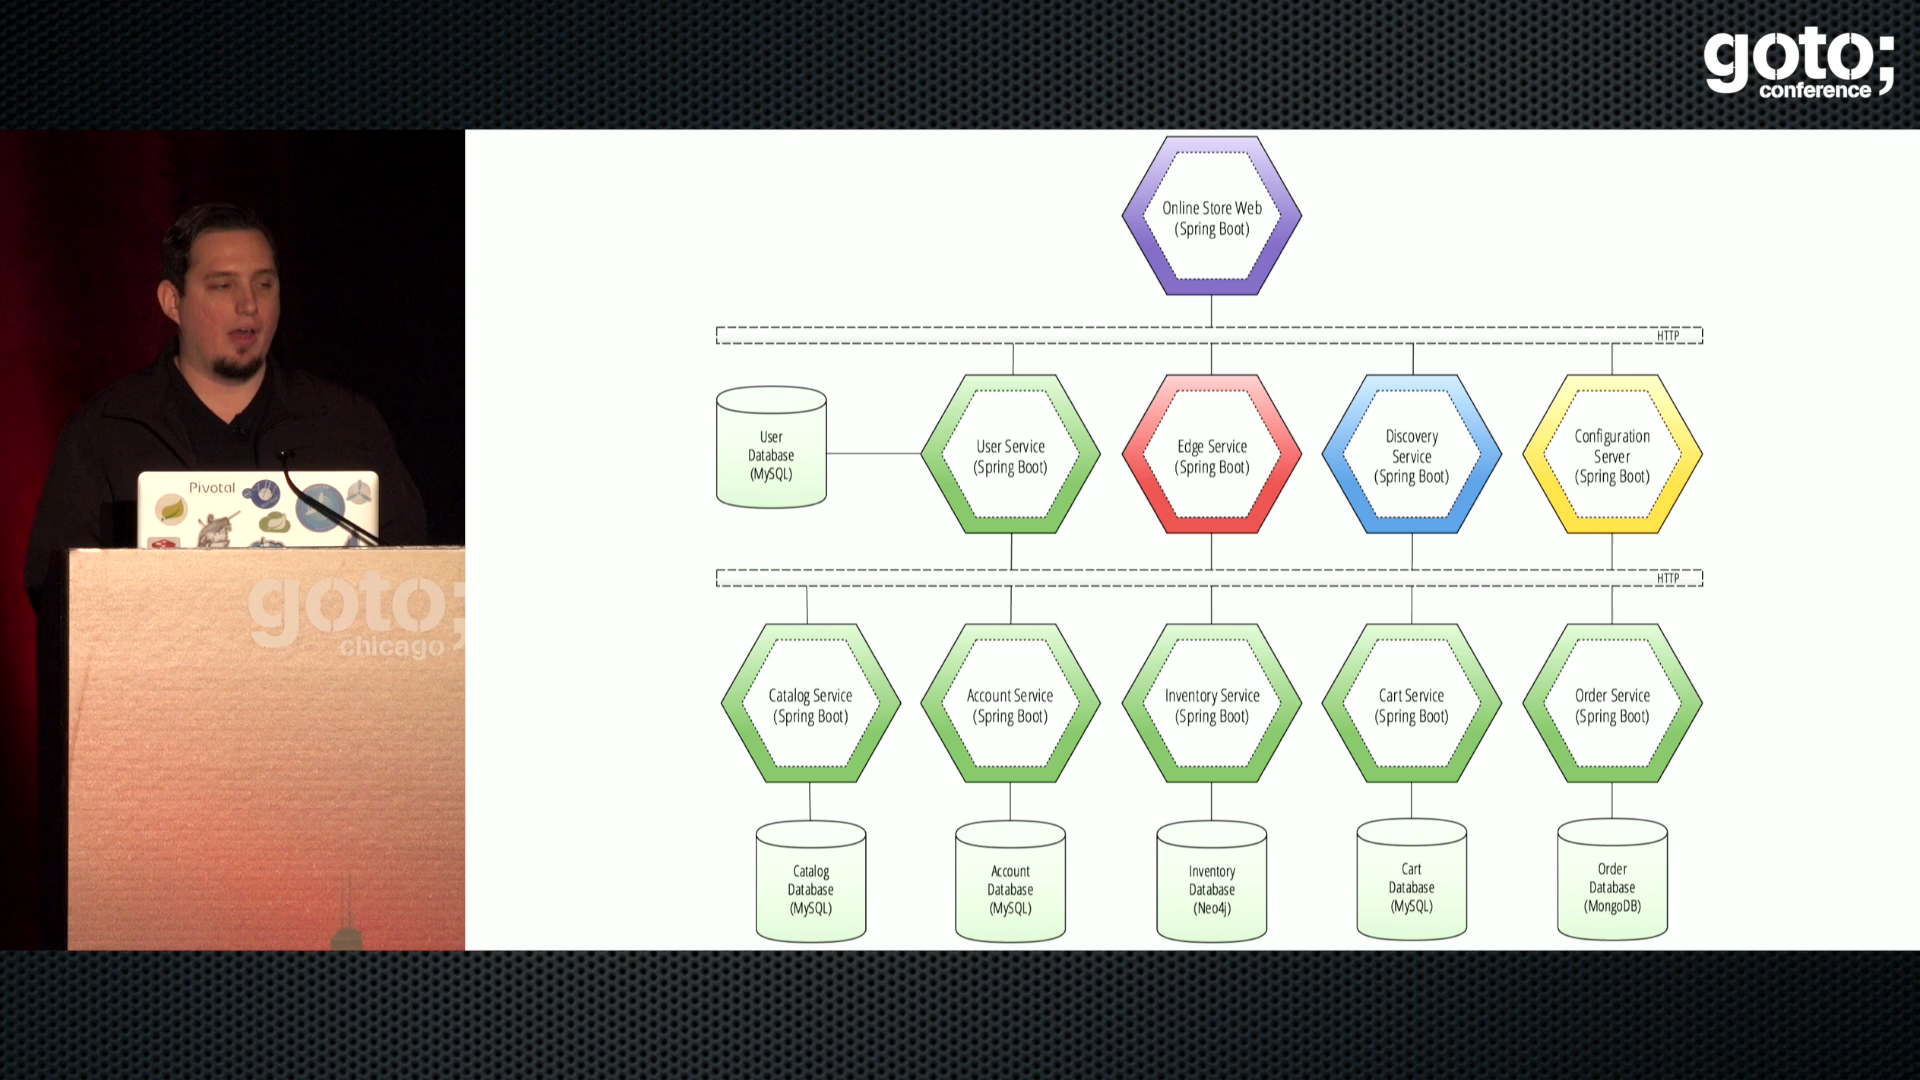 goto;
conference
Online Store Web
(Spring Boot)
HTTP
User
Database
(MySQL)
User Service
(Spring Boot)
Edge Service
(Spring Boot)
Discovery
Service
(Spring Boot)
Configuration
Server
(Spring Boot)
HTTP
Catalog Service
(Spring Boot)
Account Service
(Spring Boot)
Inventory Service
(Spring Boot)
Cart Service
(Spring Boot)
Order Service
(Spring Boot)
Catalog
Database
(MySQL)
Account
Database
(MySQL)
Inventory
Database
(Neo4j)
Cart
Database
(MySQL)
Order
Database
(MongoDB)
Pivotal
goto;
chicago